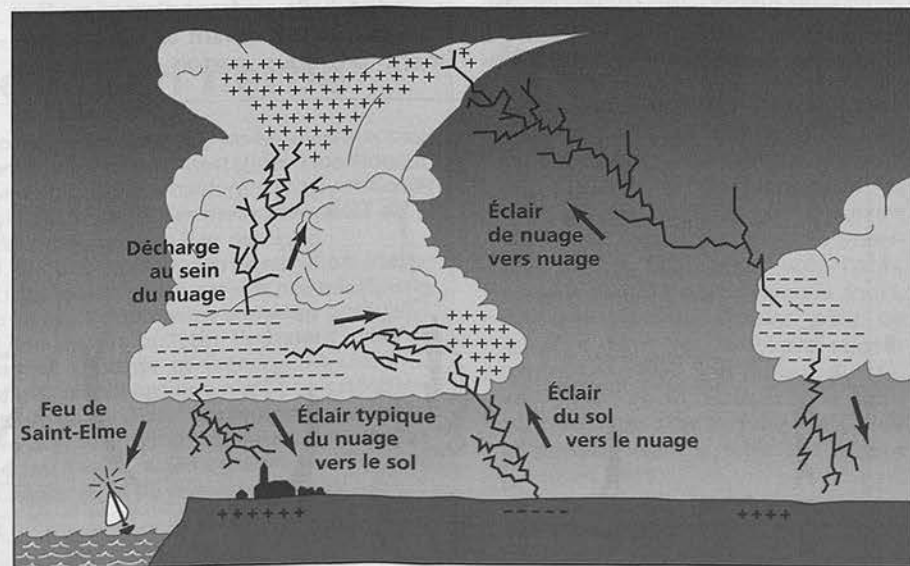 Éclair
de nuage
vers nuage
Décharge
au sein
du nuage
Feu de
Saint-Elme
Éclair typique
du nuage
vers le sol
Éclair
du sol
vers le nuage